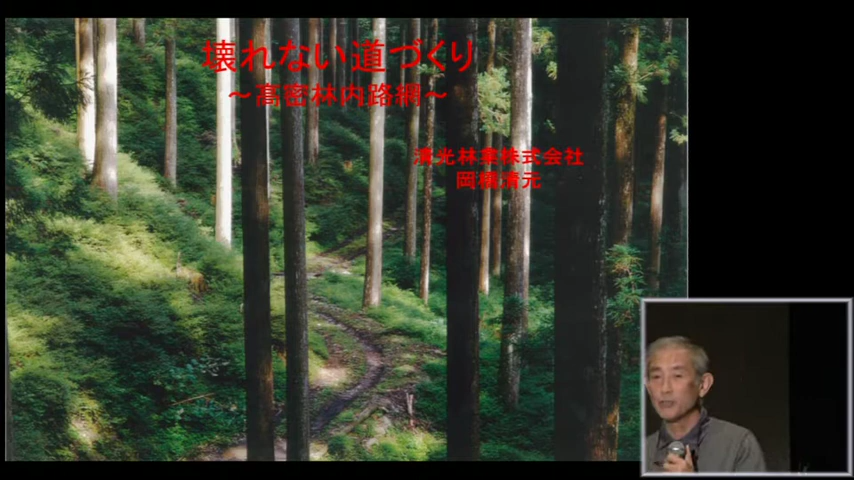 壊れない道づくり
～高密林内路網～
清光林業株式会社
岡橋清元